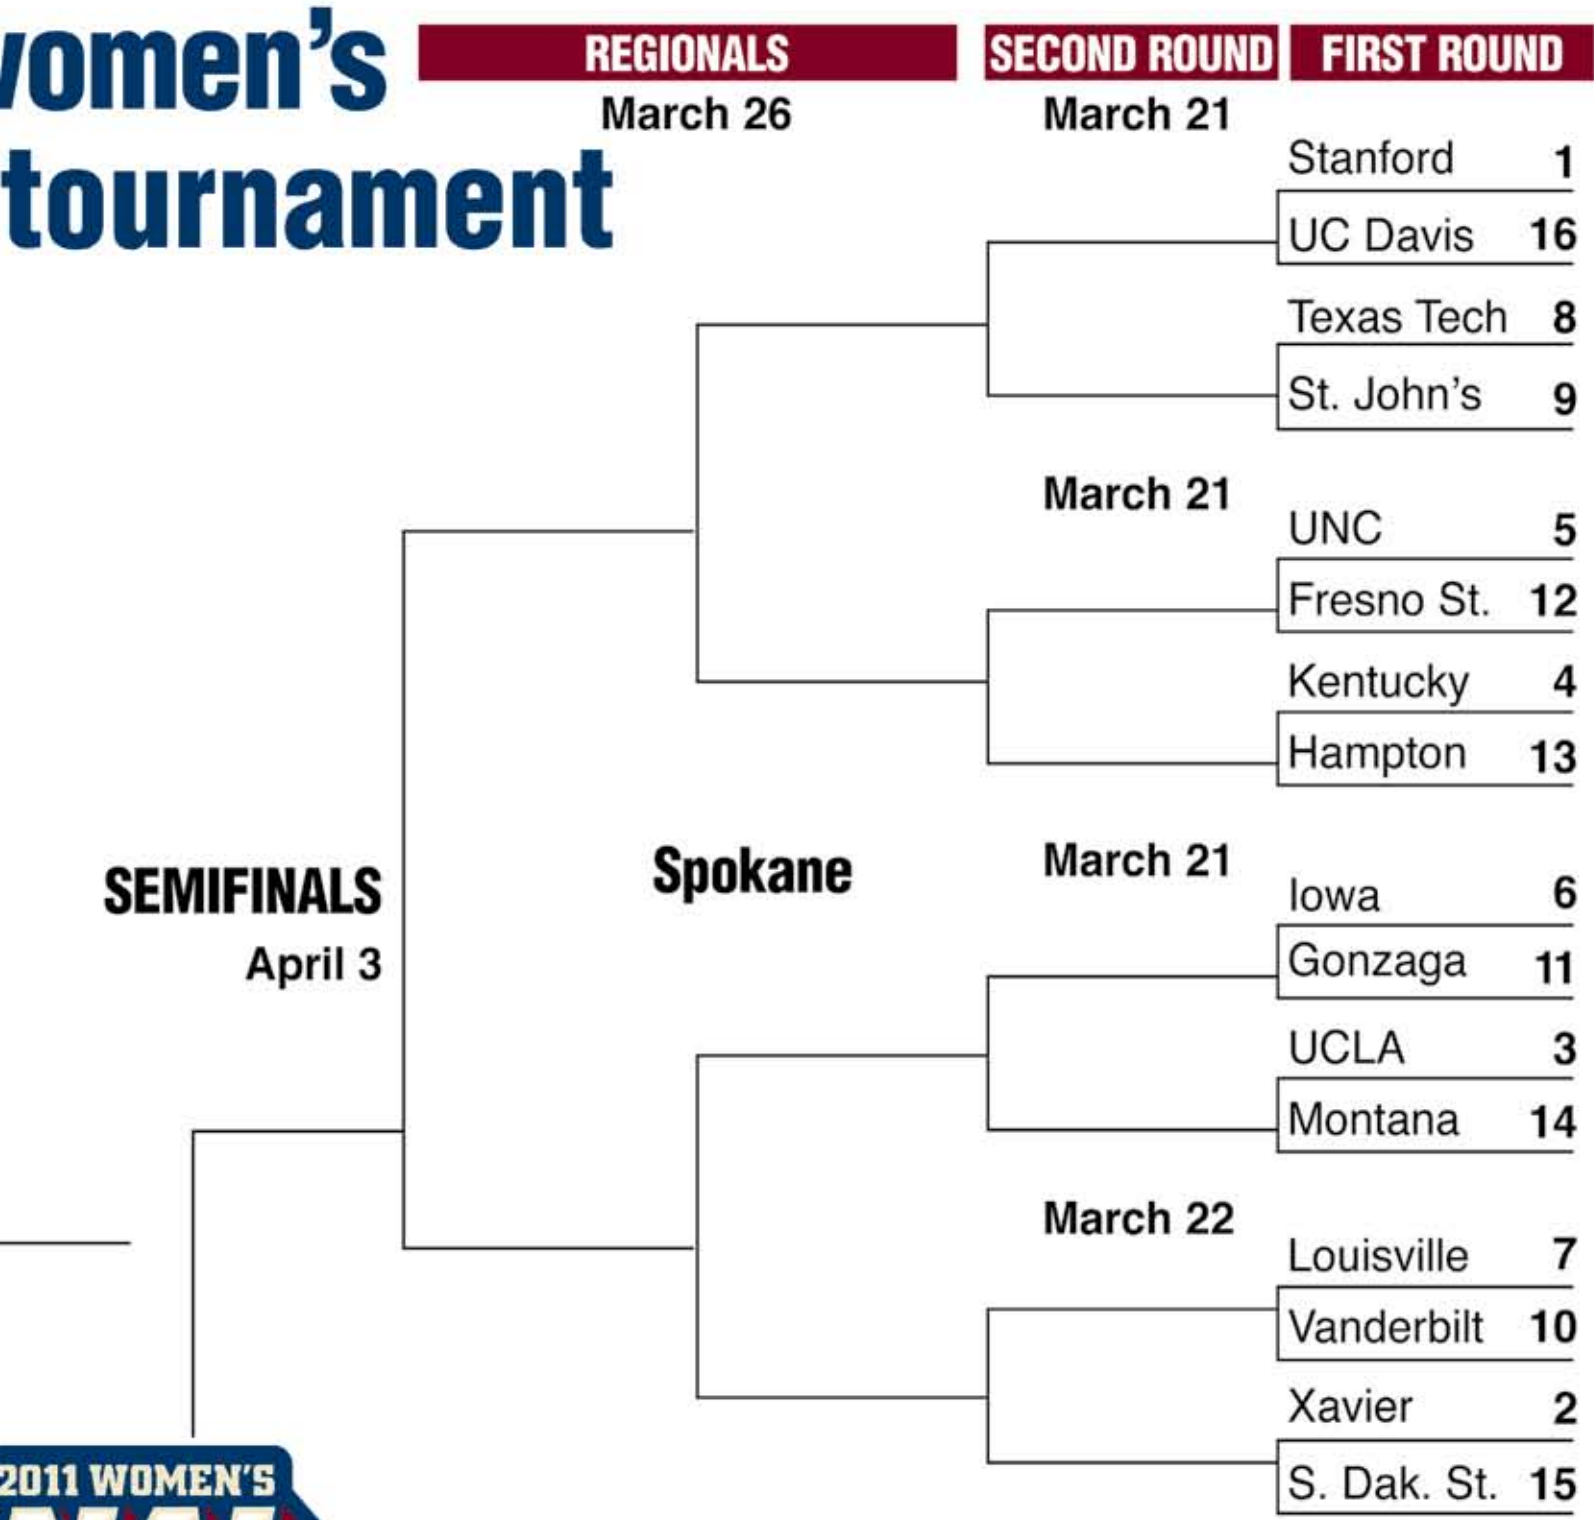 women's
tournament
REGIONALS
SECOND ROUND
FIRST ROUND
March 26
March 21
Stanford 1
UC Davis 16
Texas Tech 8
St. John's 9
March 21
UNC 5
Fresno St. 12
Kentucky 4
Hampton 13
SEMIFINALS
April 3
Spokane
March 21
Iowa 6
Gonzaga 11
UCLA 3
Montana 14
March 22
Louisville 7
Vanderbilt 10
Xavier 2
S. Dak. St. 15
2011 WOMEN'S